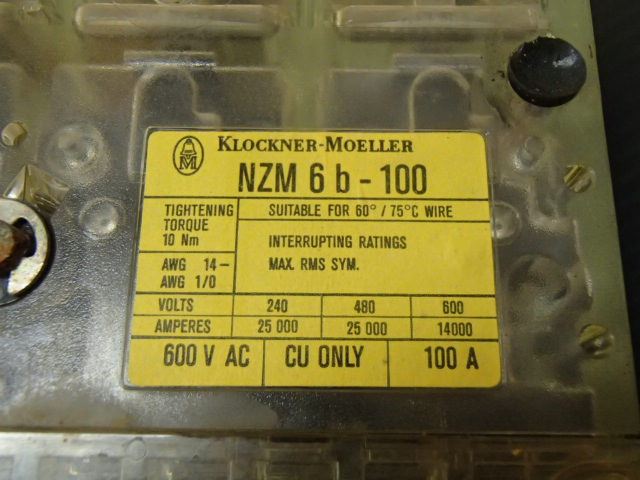 KLOCKNER-MOELLER
NZM 6 b - 100
TIGHTENING
TORQUE
10 Nm
SUITABLE FOR 60° / 75°C WIRE
AWG 14 -
AWG 1/0
INTERRUPTING RATINGS
MAX. RMS SYM.
VOLTS 240 480 600
AMPERES 25 000 25 000 14000
600 V AC CU ONLY 100 A